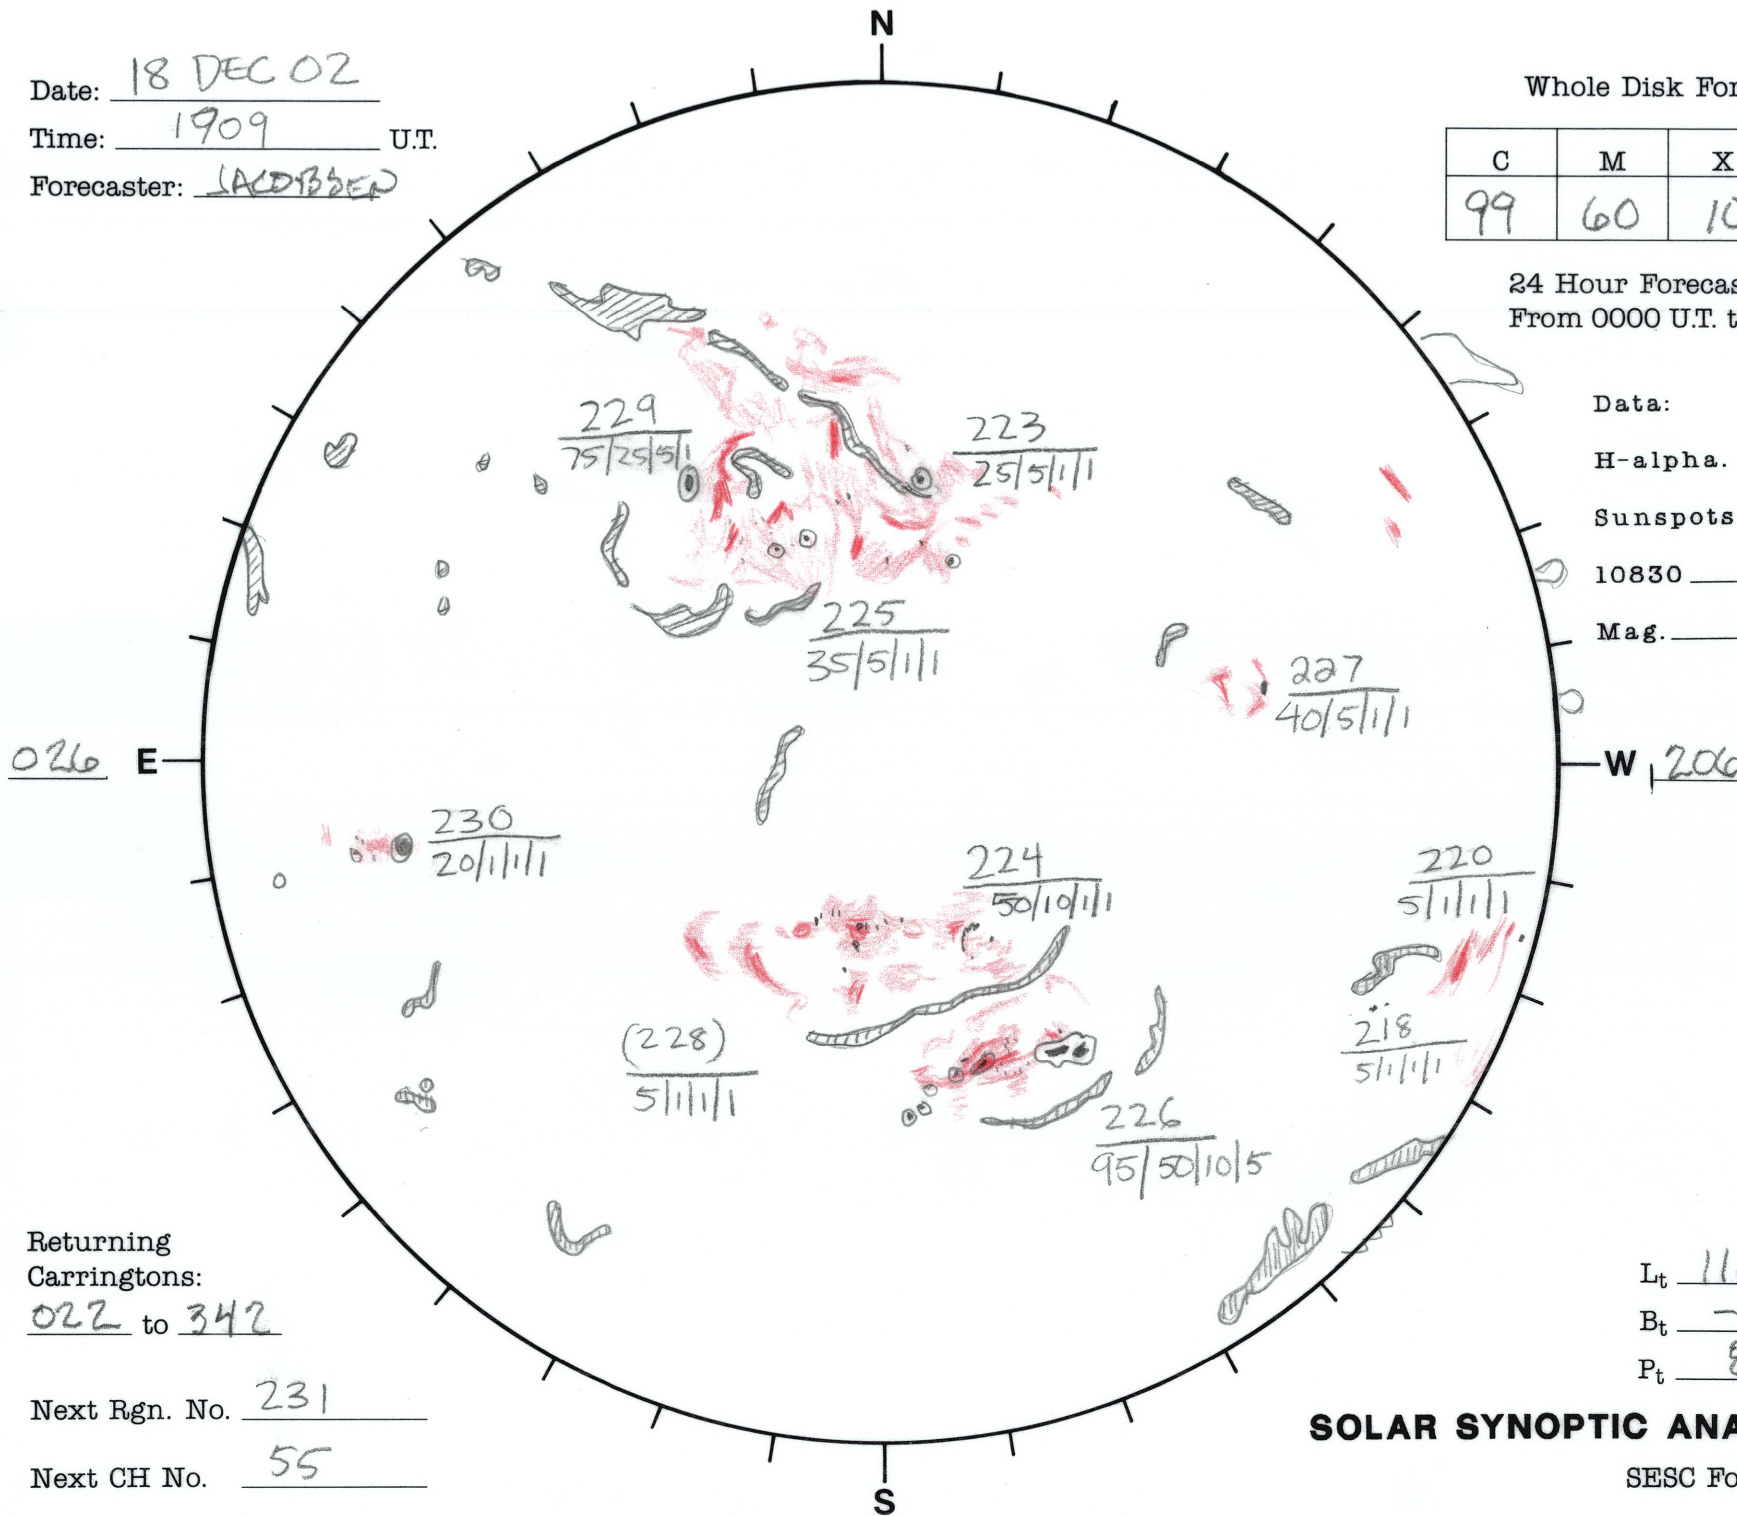 N
Date: 18 DEC 02
Time: 1909 U.T.
Forecaster: JACOBSEN
Whole Disk For
C M X
99 60 10
24 Hour Forecas
From 0000 U.T. t
Data:
H-alpha.
Sunspots
10830
Mag.
229
75/25/5/1
223
25/5/1/1
225
35/5/1/1
227
40/5/1/1
026 E
W 206
230
20/1/1/1
224
50/10/1/1
220
5/1/1/1
218
5/1/1/1
(228)
5/1/1/1
226
95/50/10/5
Returning
Carringtons:
022 to 342
Next Rgn. No. 231
Next CH No. 55
Lt 11
Bt -
Pt
SOLAR SYNOPTIC ANA
SESC Fo
S